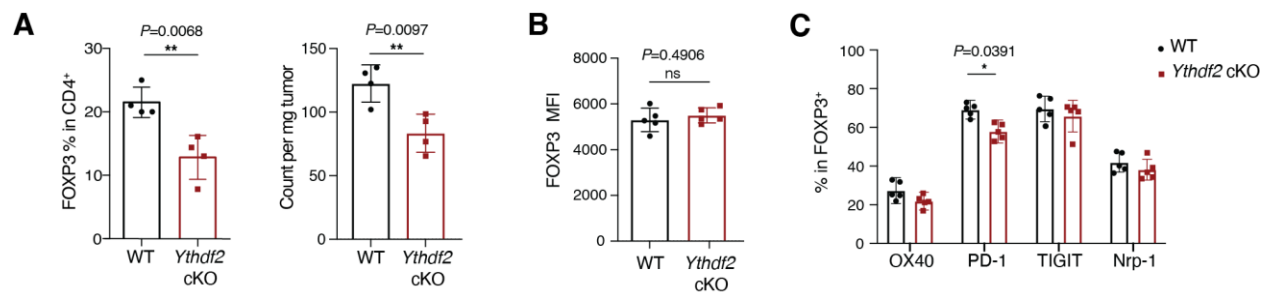 A
P=0.0068
**
FOXP3 % in CD4⁺
30
20
10
0
WT
Ythdf2
cKO
P=0.0097
**
Count per mg tumor
150
100
50
0
WT
Ythdf2
cKO
B
P=0.4906
ns
FOXP3 MFI
8000
6000
4000
2000
0
WT
Ythdf2
cKO
C
P=0.0391
*
% in FOXP3⁺
100
80
60
40
20
0
OX40 PD-1 TIGIT Nrp-1
WT
Ythdf2 cKO